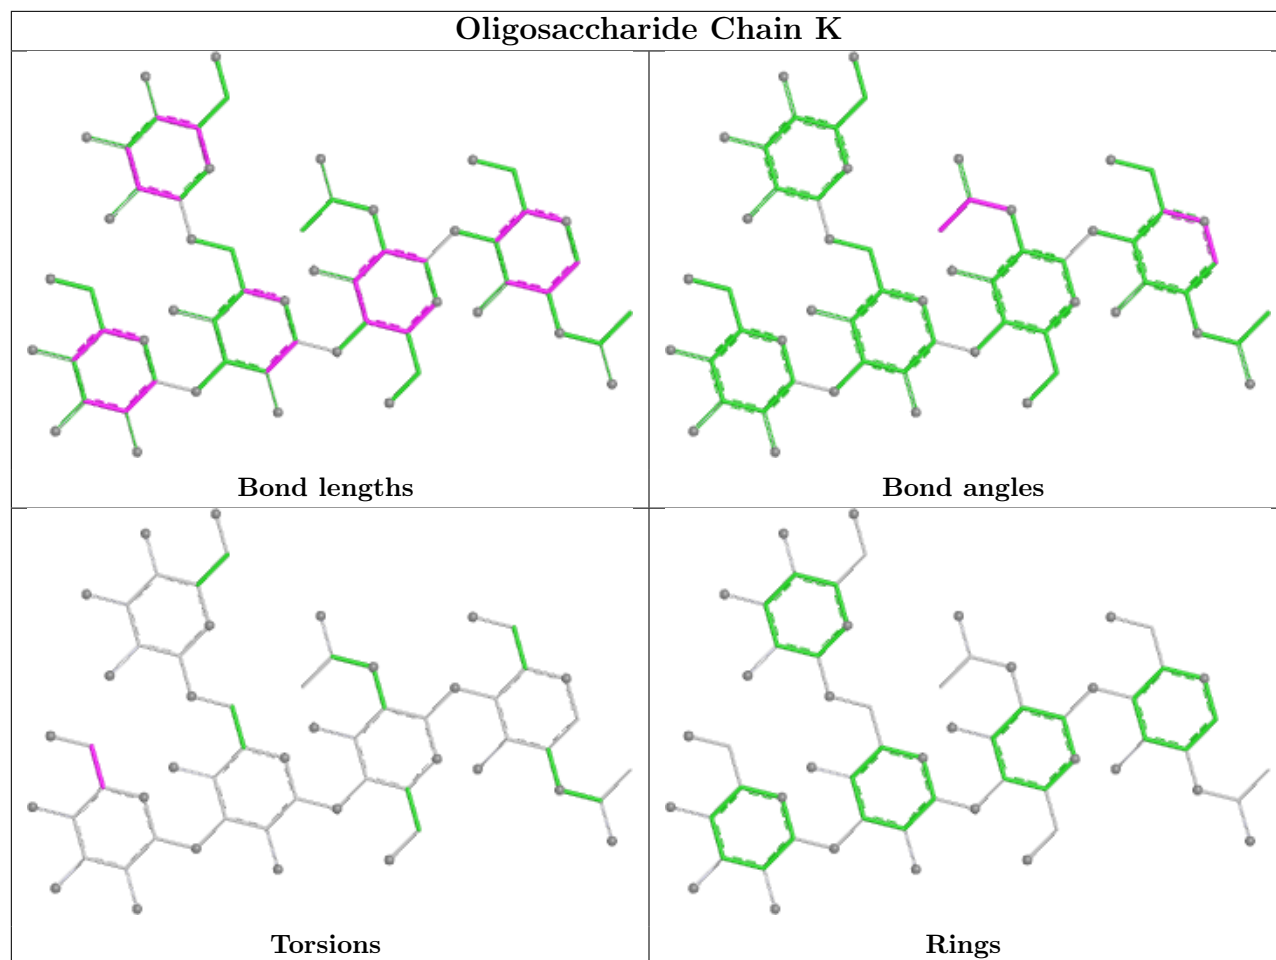 Oligosaccharide Chain K
Bond lengths
Bond angles
Torsions
Rings